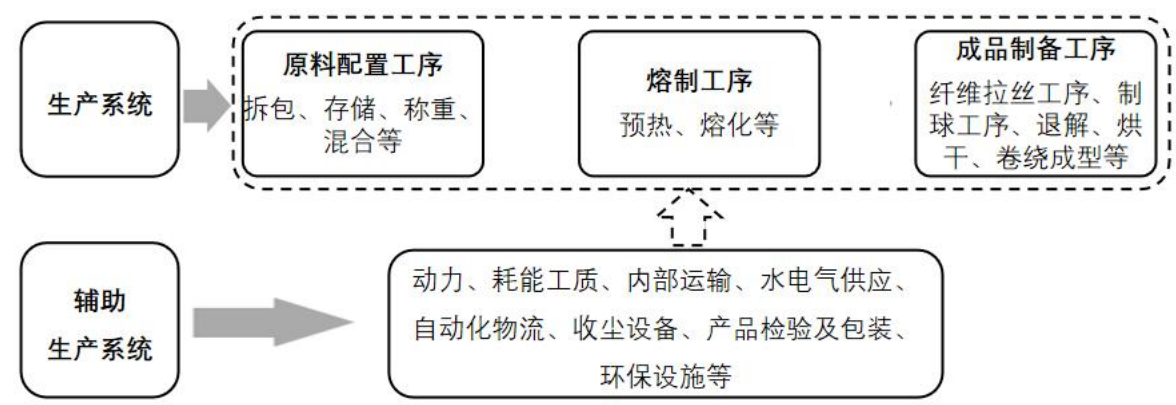 生产系统
原料配置工序
拆包、存储、称重、
混合等
熔制工序
预热、熔化等
成品制备工序
纤维拉丝工序、制
球工序、退解、烘
干、卷绕成型等
辅助
生产系统
动力、耗能工质、内部运输、水电气供应、
自动化物流、收尘设备、产品检验及包装、
环保设施等